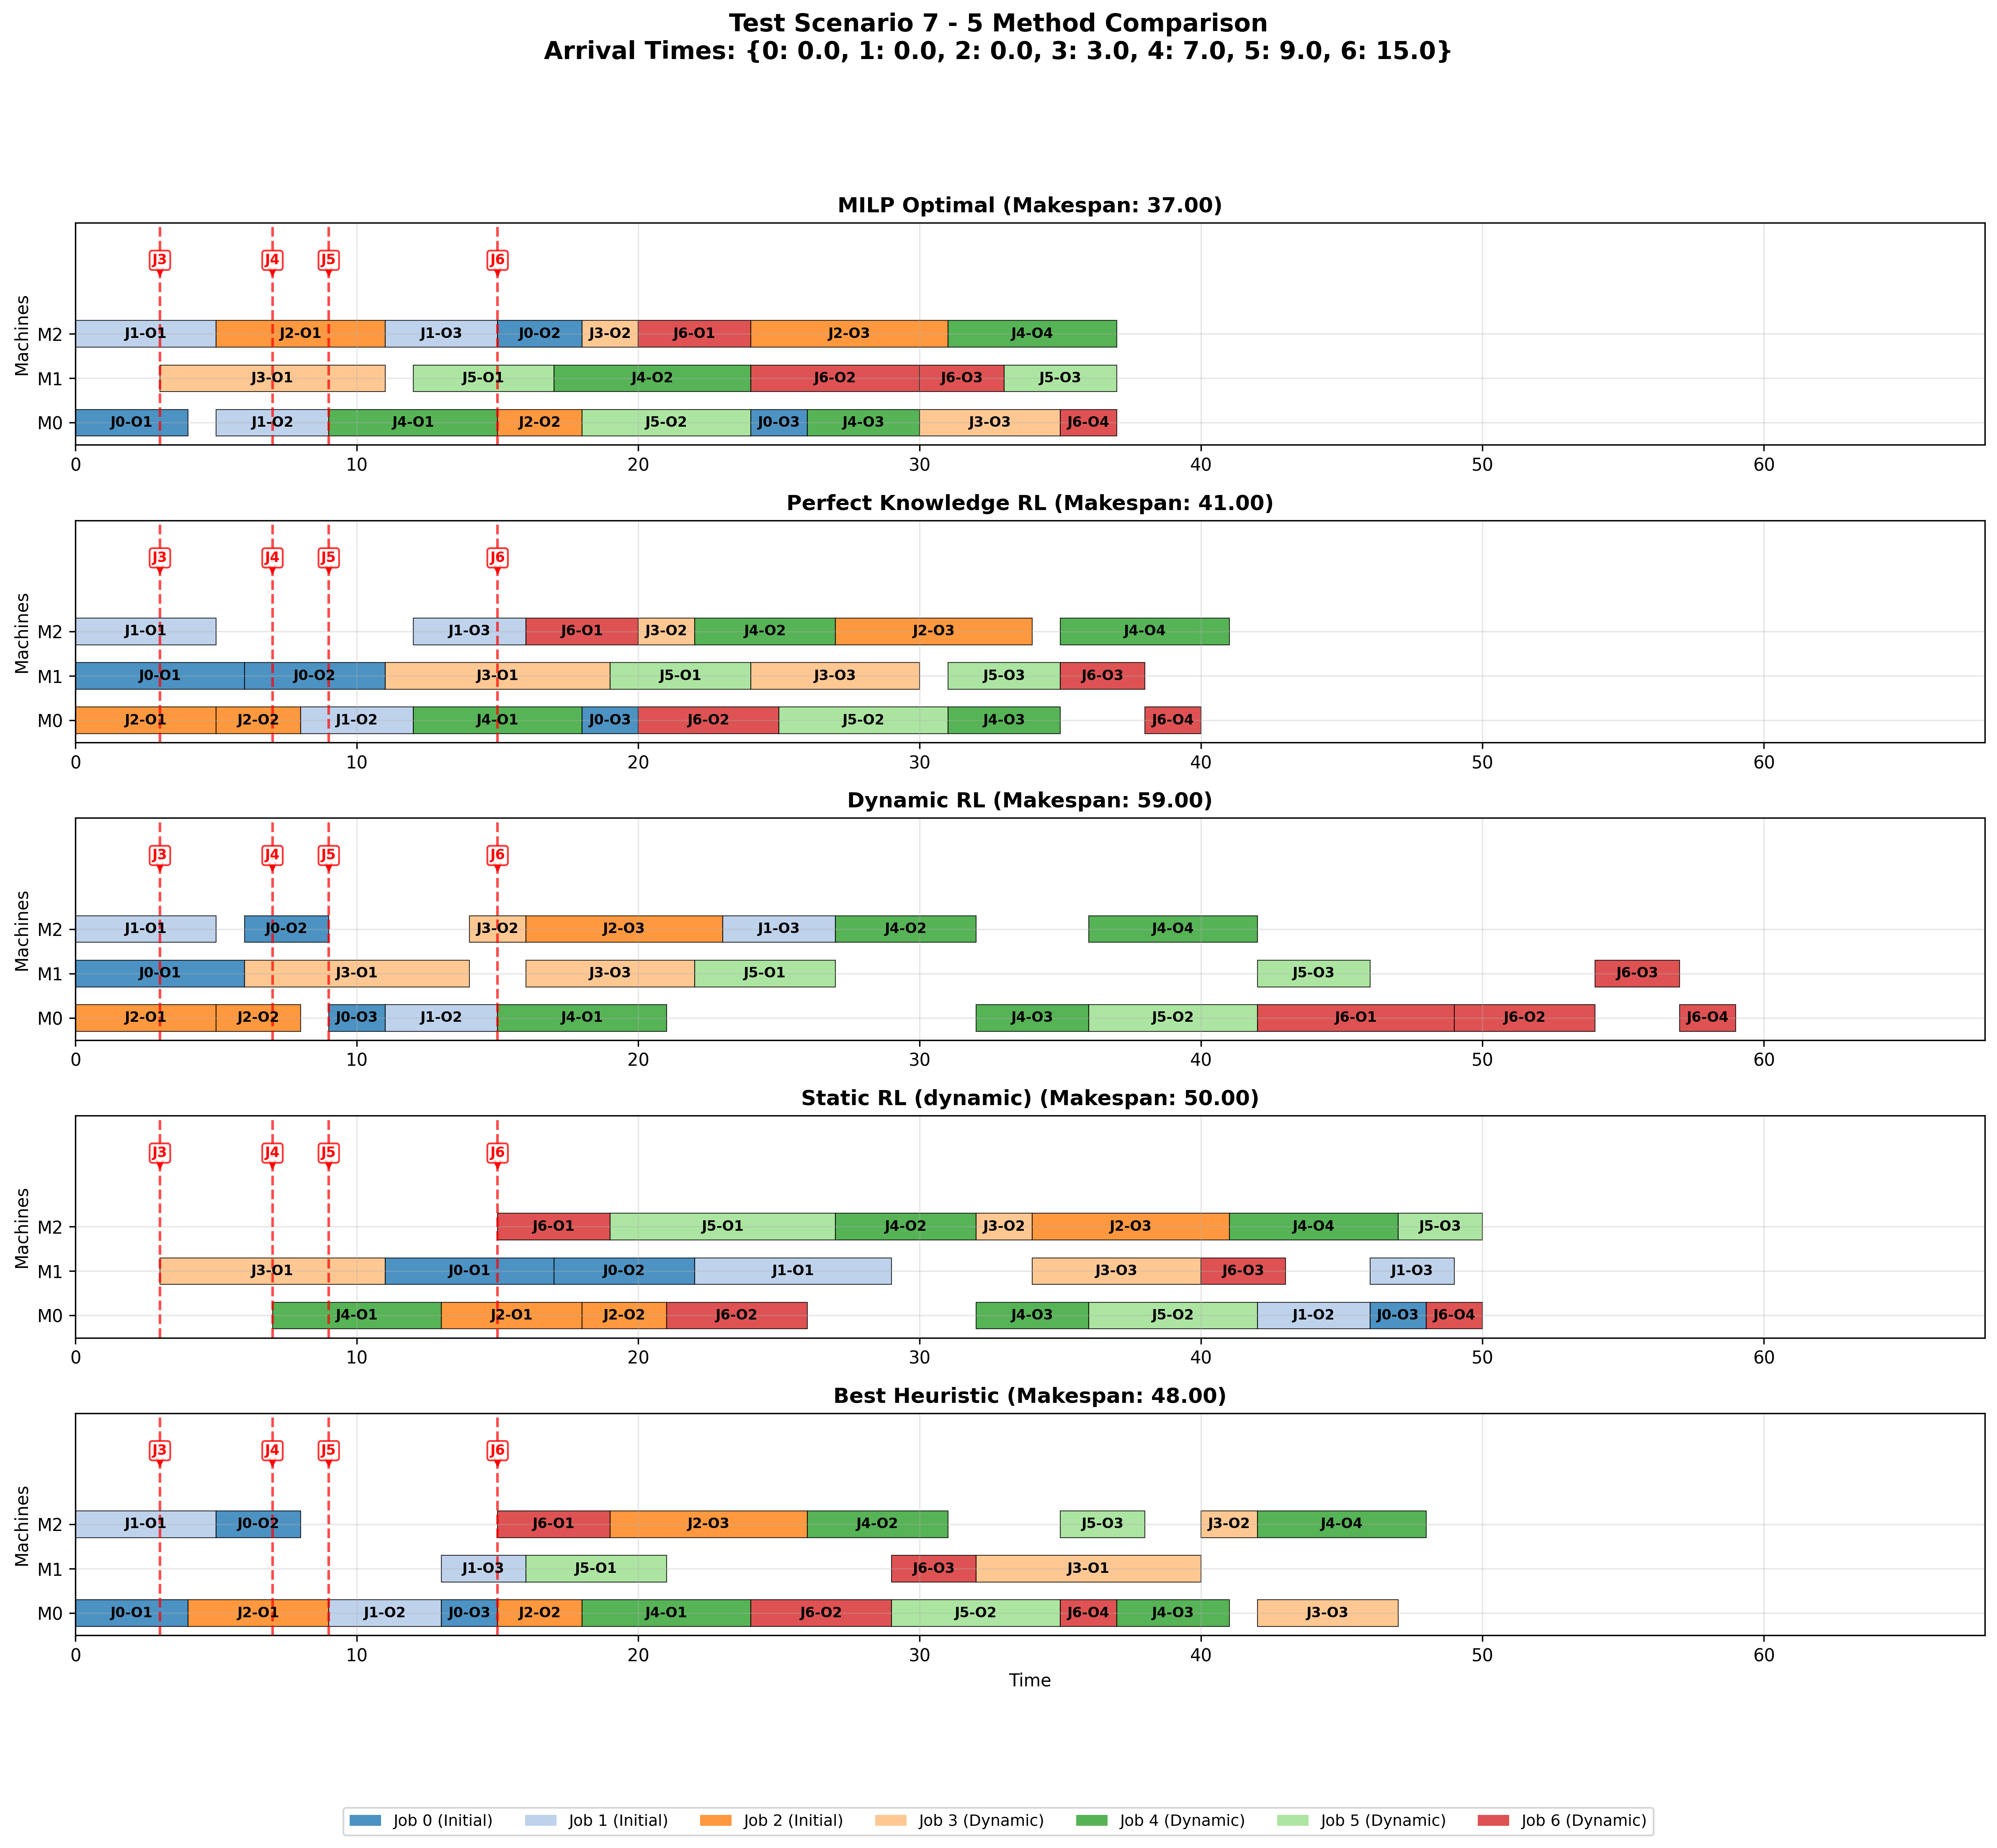 Test Scenario 7 - 5 Method Comparison
Arrival Times: {0: 0.0, 1: 0.0, 2: 0.0, 3: 3.0, 4: 7.0, 5: 9.0, 6: 15.0}
MILP Optimal (Makespan: 37.00)
J3 J4 J5 J6
Machines
M2 J1-O1 J2-O1 J1-O3 J0-O2 J3-O2 J6-O1 J2-O3 J4-O4
M1 J3-O1 J5-O1 J4-O2 J6-O2 J6-O3 J5-O3
M0 J0-O1 J1-O2 J4-O1 J2-O2 J5-O2 J0-O3 J4-O3 J3-O3 J6-O4
0 10 20 30 40 50 60
Perfect Knowledge RL (Makespan: 41.00)
J3 J4 J5 J6
Machines
M2 J1-O1 J1-O3 J6-O1 J3-O2 J4-O2 J2-O3 J4-O4
M1 J0-O1 J0-O2 J3-O1 J5-O1 J3-O3 J5-O3 J6-O3
M0 J2-O1 J2-O2 J1-O2 J4-O1 J0-O3 J6-O2 J5-O2 J4-O3 J6-O4
0 10 20 30 40 50 60
Dynamic RL (Makespan: 59.00)
J3 J4 J5 J6
Machines
M2 J1-O1 J0-O2 J3-O2 J2-O3 J1-O3 J4-O2 J4-O4
M1 J0-O1 J3-O1 J3-O3 J5-O1 J5-O3 J6-O3
M0 J2-O1 J2-O2 J0-O3 J1-O2 J4-O1 J4-O3 J5-O2 J6-O1 J6-O2 J6-O4
0 10 20 30 40 50 60
Static RL (dynamic) (Makespan: 50.00)
J3 J4 J5 J6
Machines
M2 J6-O1 J5-O1 J4-O2 J3-O2 J2-O3 J4-O4 J5-O3
M1 J3-O1 J0-O1 J0-O2 J1-O1 J3-O3 J6-O3 J1-O3
M0 J4-O1 J2-O1 J2-O2 J6-O2 J4-O3 J5-O2 J1-O2 J0-O3 J6-O4
0 10 20 30 40 50 60
Best Heuristic (Makespan: 48.00)
J3 J4 J5 J6
Machines
M2 J1-O1 J0-O2 J6-O1 J2-O3 J4-O2 J5-O3 J3-O2 J4-O4
M1 J1-O3 J5-O1 J6-O3 J3-O1
M0 J0-O1 J2-O1 J1-O2 J0-O3 J2-O2 J4-O1 J6-O2 J5-O2 J6-O4 J4-O3 J3-O3
0 10 20 30 40 50 60
Time
Job 0 (Initial) Job 1 (Initial) Job 2 (Initial) Job 3 (Dynamic) Job 4 (Dynamic) Job 5 (Dynamic) Job 6 (Dynamic)